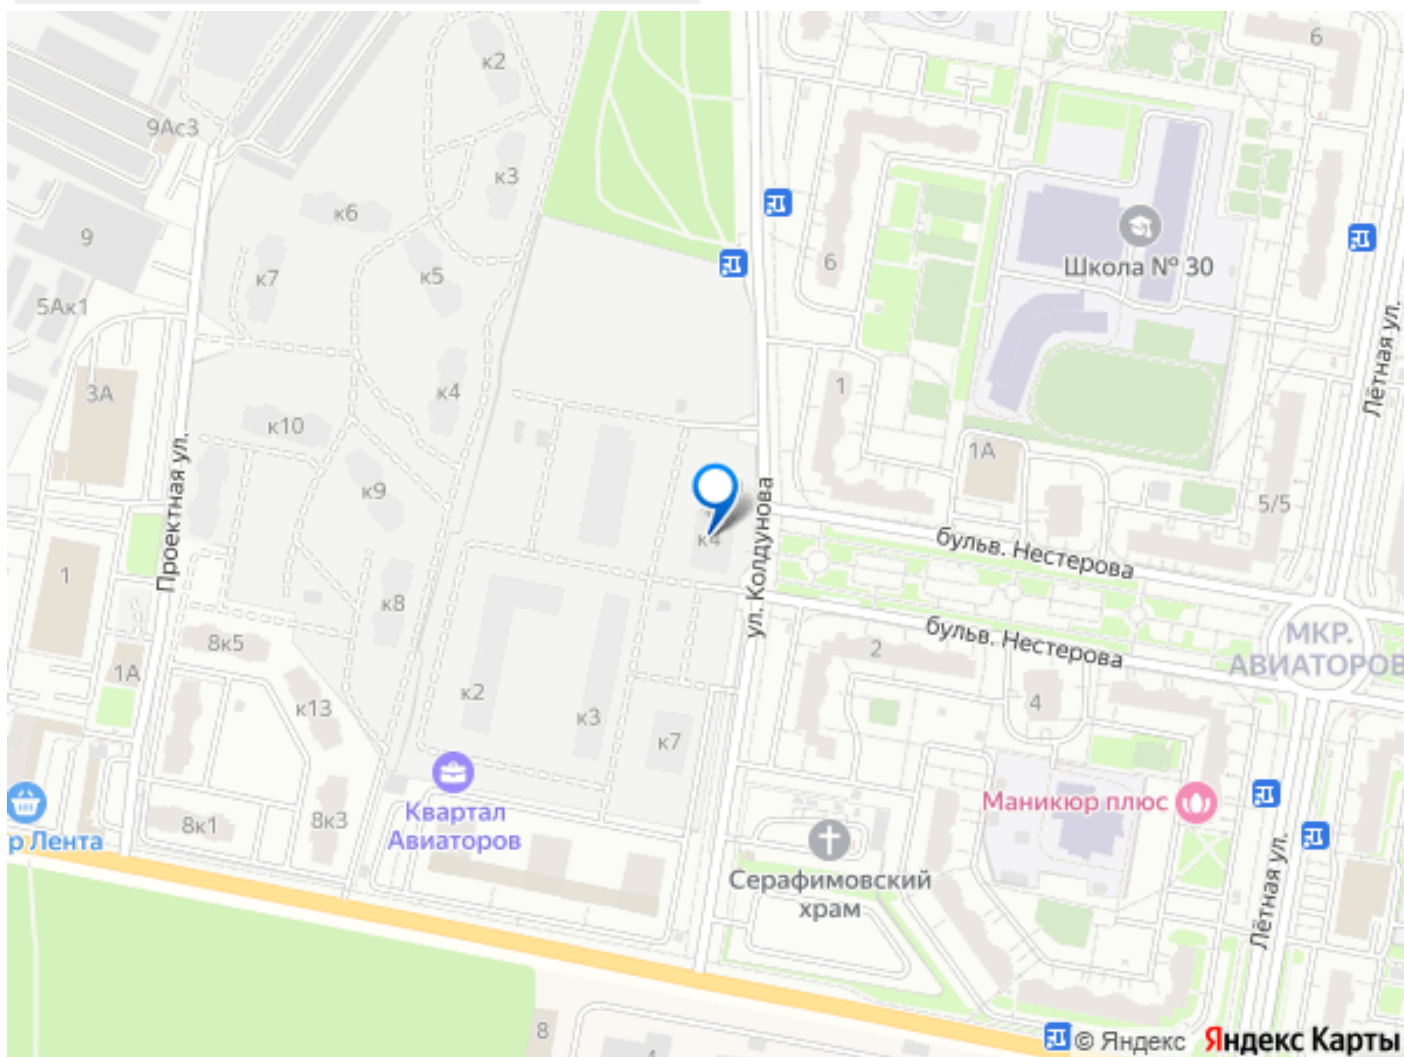 к2
6
9Ас3
к3
к6
9
6
Школа № 30
к5
к7
5Ак1
Лётная ул.
3А
к4
1
к10
1А
Проектная ул.
к9
5/5
ул. Колдунова
к4
бульв. Нестерова
1
к8
бульв. Нестерова
МКР.
АВИАТОРОВ
8к5
2
1А
к2
4
к13
к3
к7
Маникюр плюс
Квартал
Авиаторов
8к1
8к3
р Лента
Серафимовский
храм
Лётная ул.
8
© Яндекс Яндекс Карты